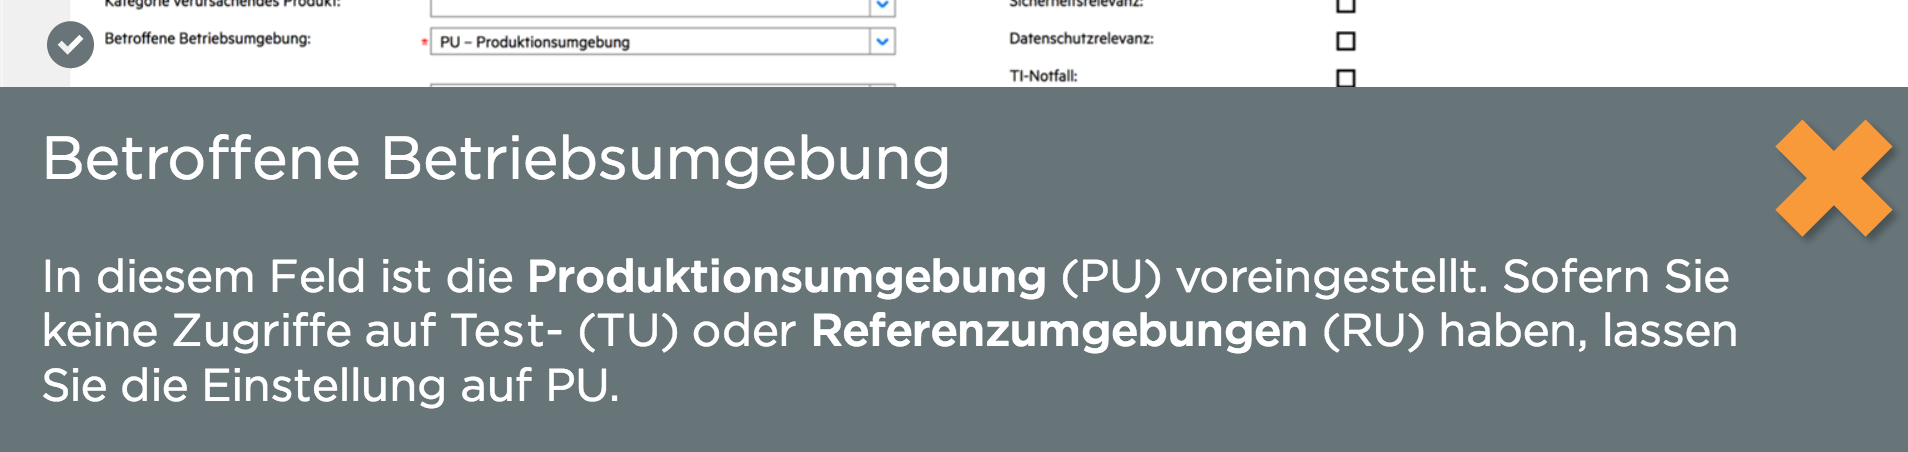 Kategorie verursachendes Produkt:
Sicherheitsrelevanz:
Betroffene Betriebsumgebung:
* PU – Produktionsumgebung
Datenschutzrelevanz:
TI-Notfall:
Betroffene Betriebsumgebung
In diesem Feld ist die Produktionsumgebung (PU) voreingestellt. Sofern Sie
keine Zugriffe auf Test- (TU) oder Referenzumgebungen (RU) haben, lassen
Sie die Einstellung auf PU.